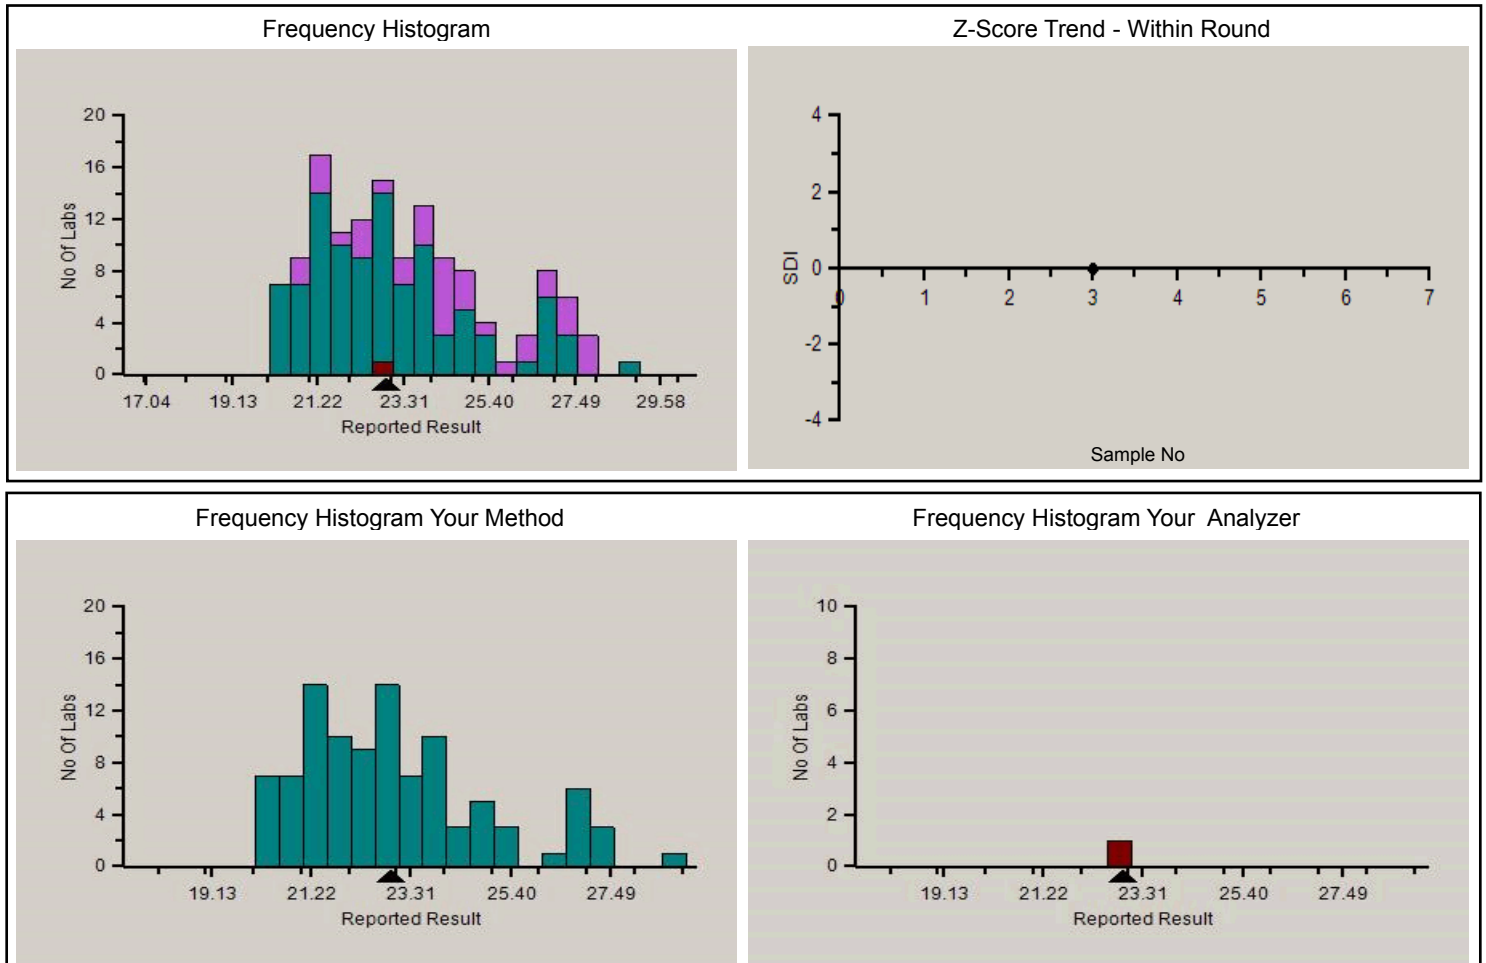 Frequency Histogram
20
16
12
8
4
0
No Of Labs
17.04 19.13 21.22 23.31 25.40 27.49 29.58
Reported Result
Z-Score Trend - Within Round
4
2
0
-2
-4
SDI
0 1 2 3 4 5 6 7
Sample No
Frequency Histogram Your Method
20
16
12
8
4
0
No Of Labs
19.13 21.22 23.31 25.40 27.49
Reported Result
Frequency Histogram Your Analyzer
10
8
6
4
2
0
No Of Labs
19.13 21.22 23.31 25.40 27.49
Reported Result